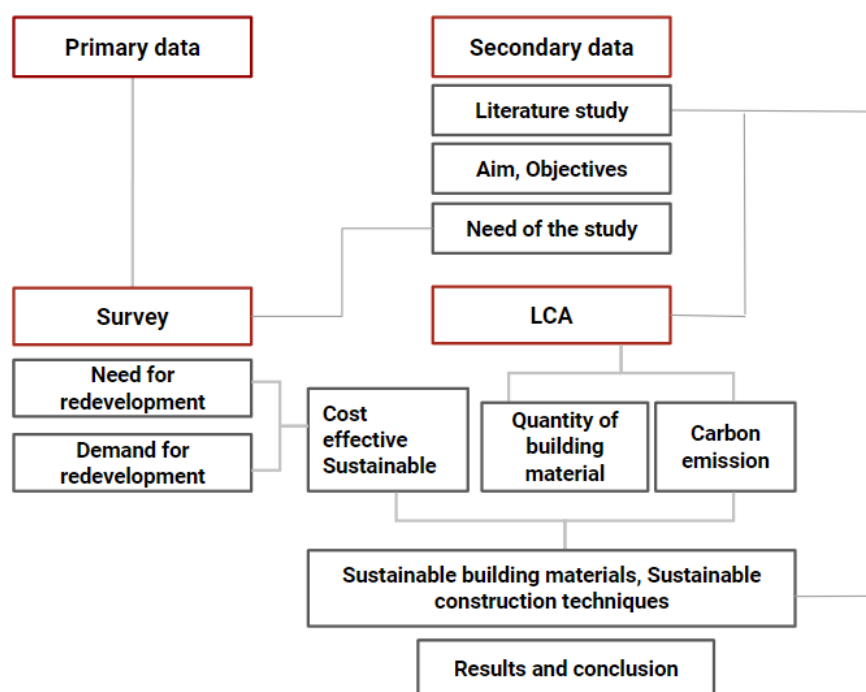 Primary data
Secondary data
Literature study
Aim, Objectives
Need of the study
Survey
LCA
Need for
redevelopment
Demand for
redevelopment
Cost
effective
Sustainable
Quantity of
building
material
Carbon
emission
Sustainable building materials, Sustainable
construction techniques
Results and conclusion